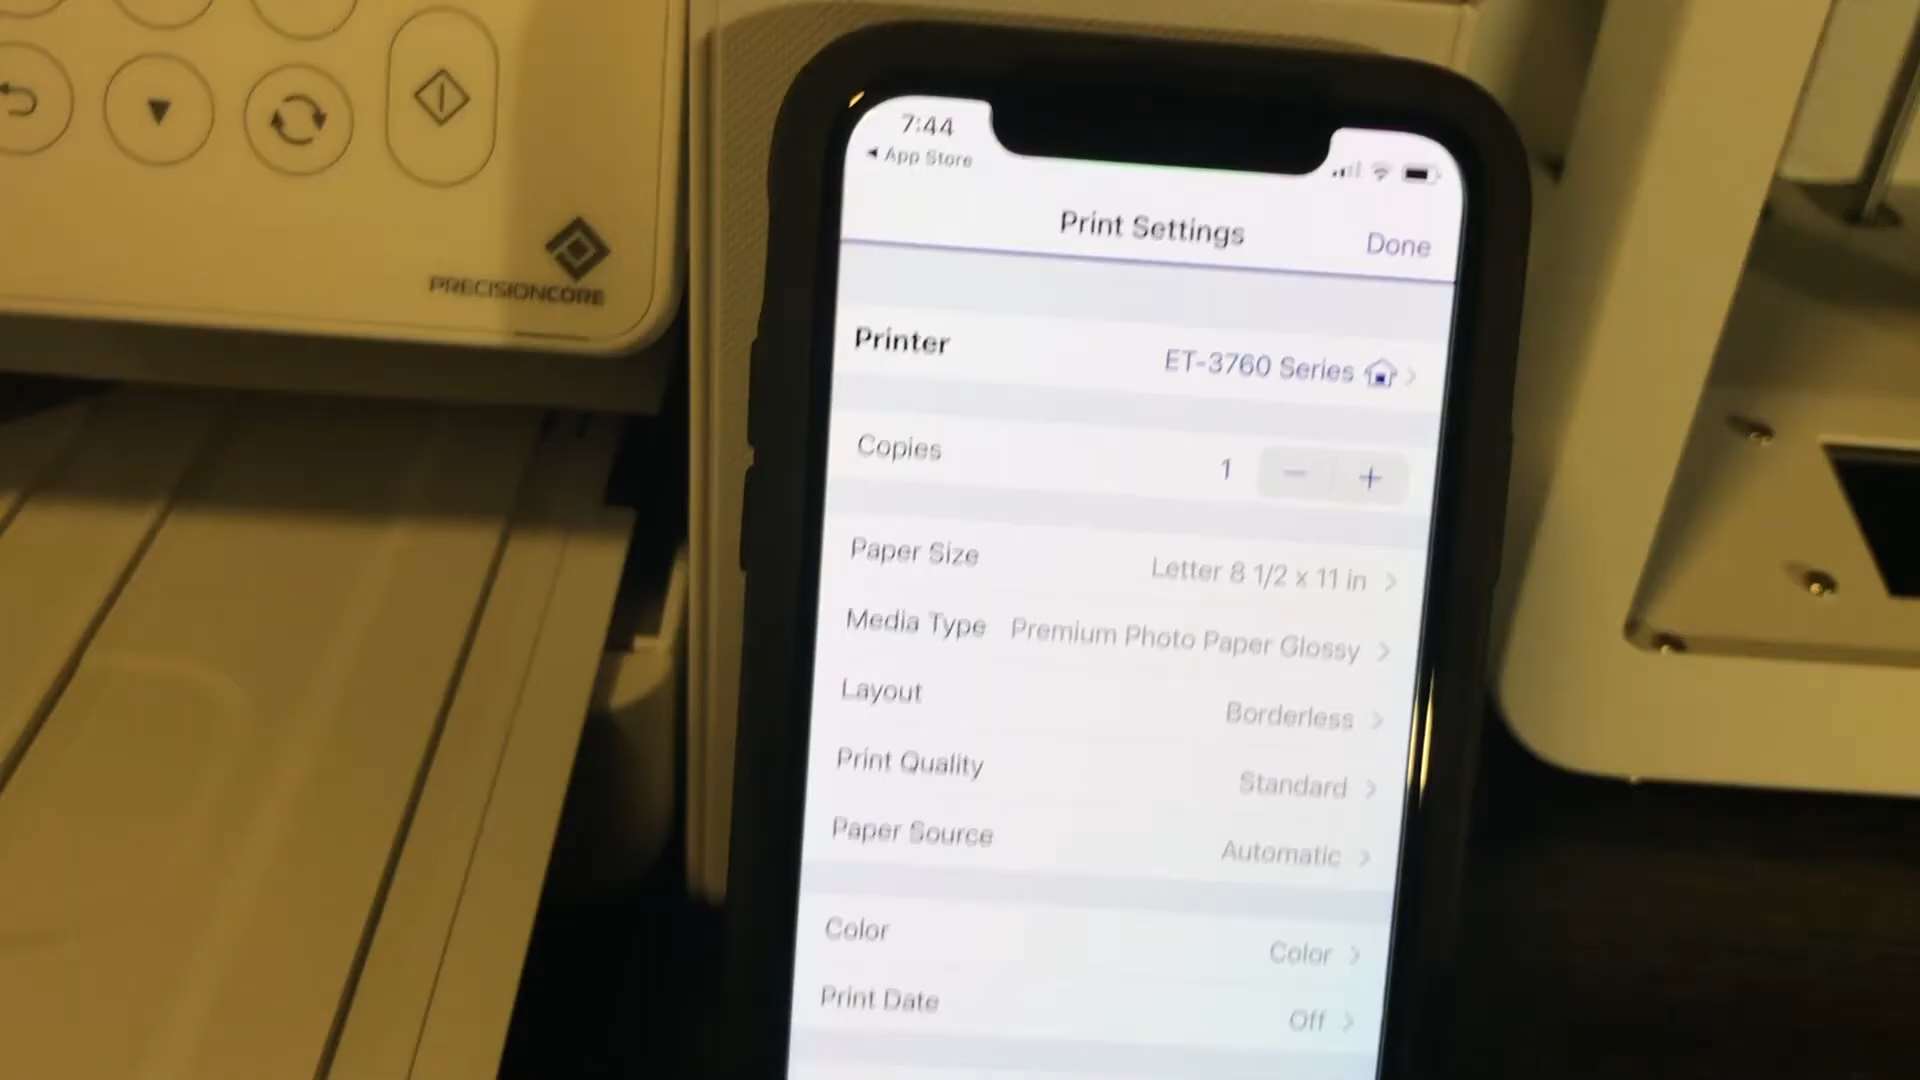 PRECISIONCORE
7:44
◄ App Store
Print Settings
Done
Printer ET-3760 Series
Copies 1 − +
Paper Size Letter 8 1/2 x 11 in
Media Type Premium Photo Paper Glossy
Layout Borderless
Print Quality Standard
Paper Source Automatic
Color Color
Print Date Off